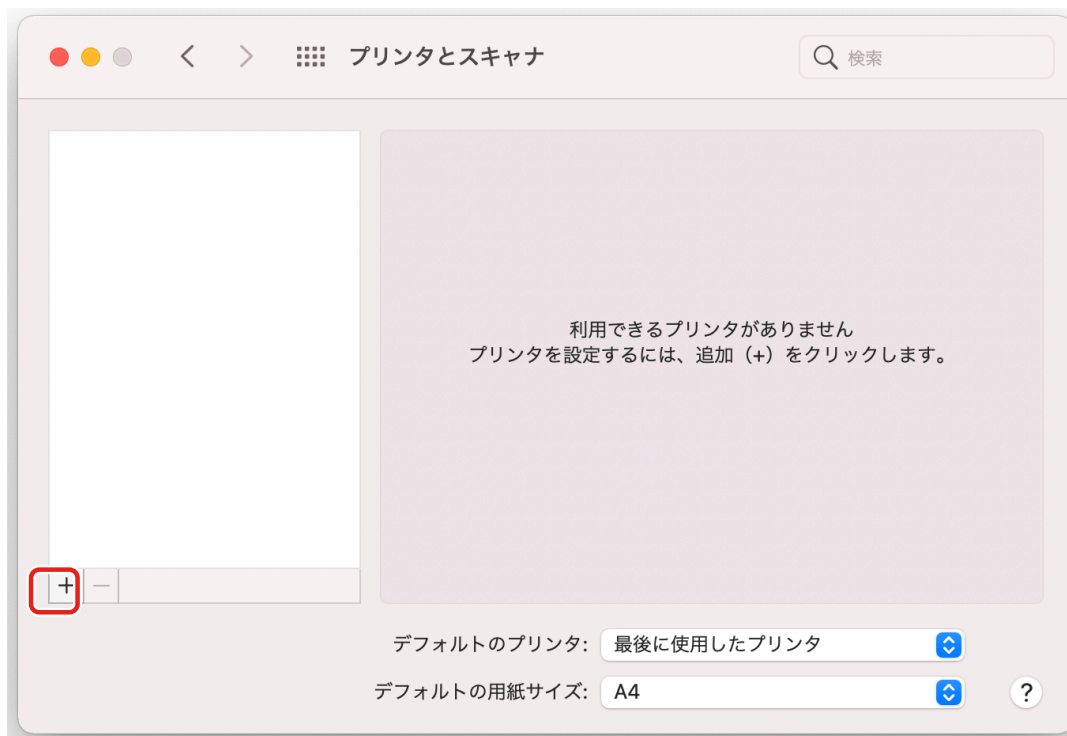 プリンタとスキャナ
検索
利用できるプリンタがありません
プリンタを設定するには、追加（+）をクリックします。
+ −
デフォルトのプリンタ: 最後に使用したプリンタ
デフォルトの用紙サイズ: A4
?